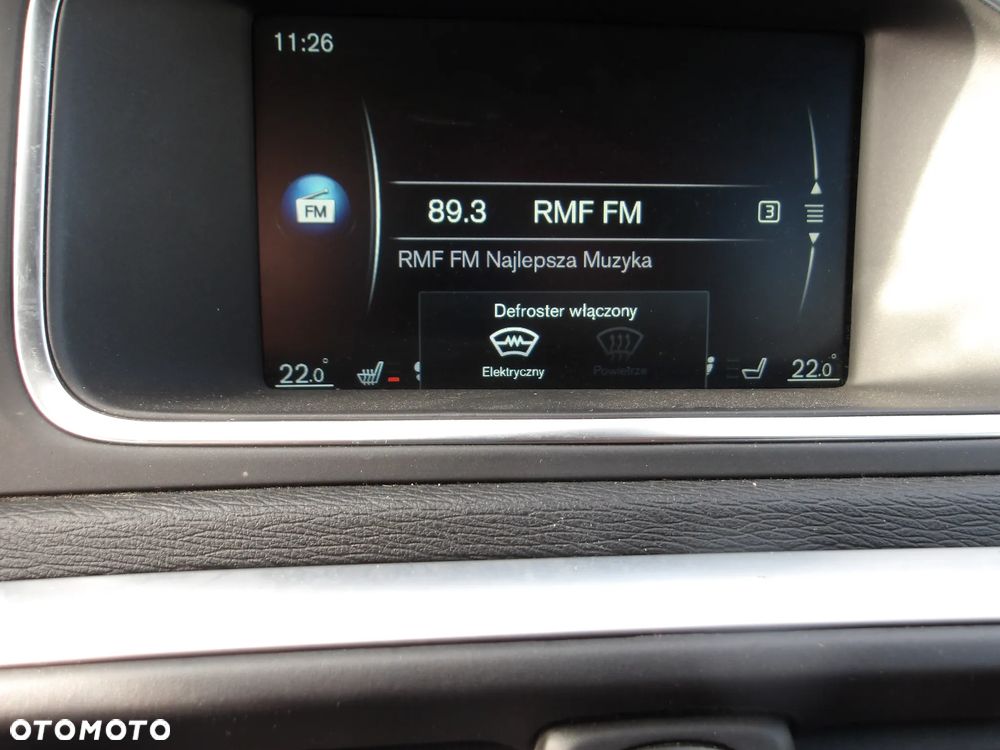 11:26
FM
89.3 RMF FM 3
RMF FM Najlepsza Muzyka
Defroster włączony
Elektryczny Powietrze
22.0° 22.0°
OTOMOTO